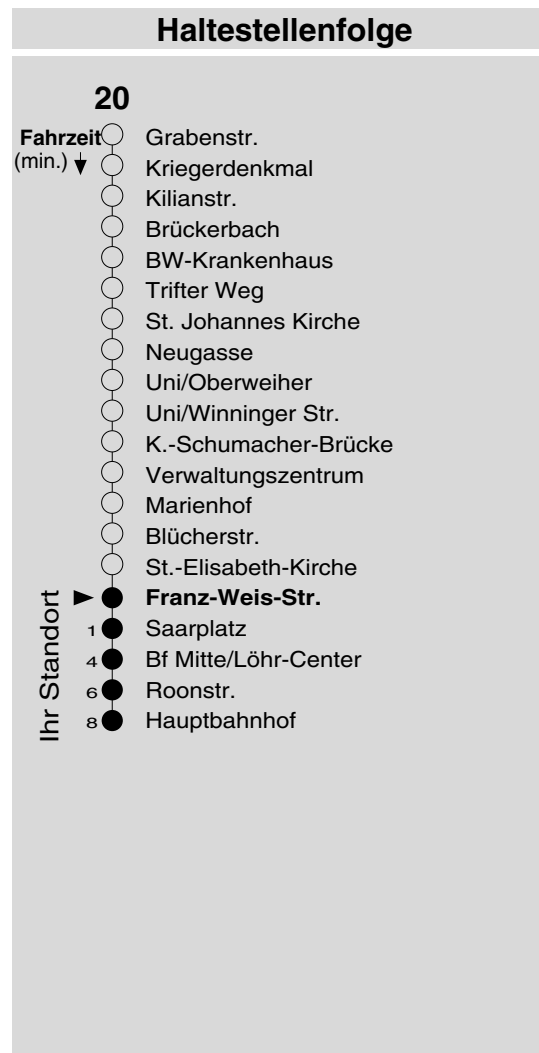 Haltestellenfolge
20
Fahrzeit Grabenstr.
(min.) Kriegerdenkmal
Kilianstr.
Brückerbach
BW-Krankenhaus
Trifter Weg
St. Johannes Kirche
Neugasse
Uni/Oberweiher
Uni/Winninger Str.
K.-Schumacher-Brücke
Verwaltungszentrum
Marienhof
Blücherstr.
St.-Elisabeth-Kirche
Ihr Standort
Franz-Weis-Str.
1 Saarplatz
4 Bf Mitte/Löhr-Center
6 Roonstr.
8 Hauptbahnhof